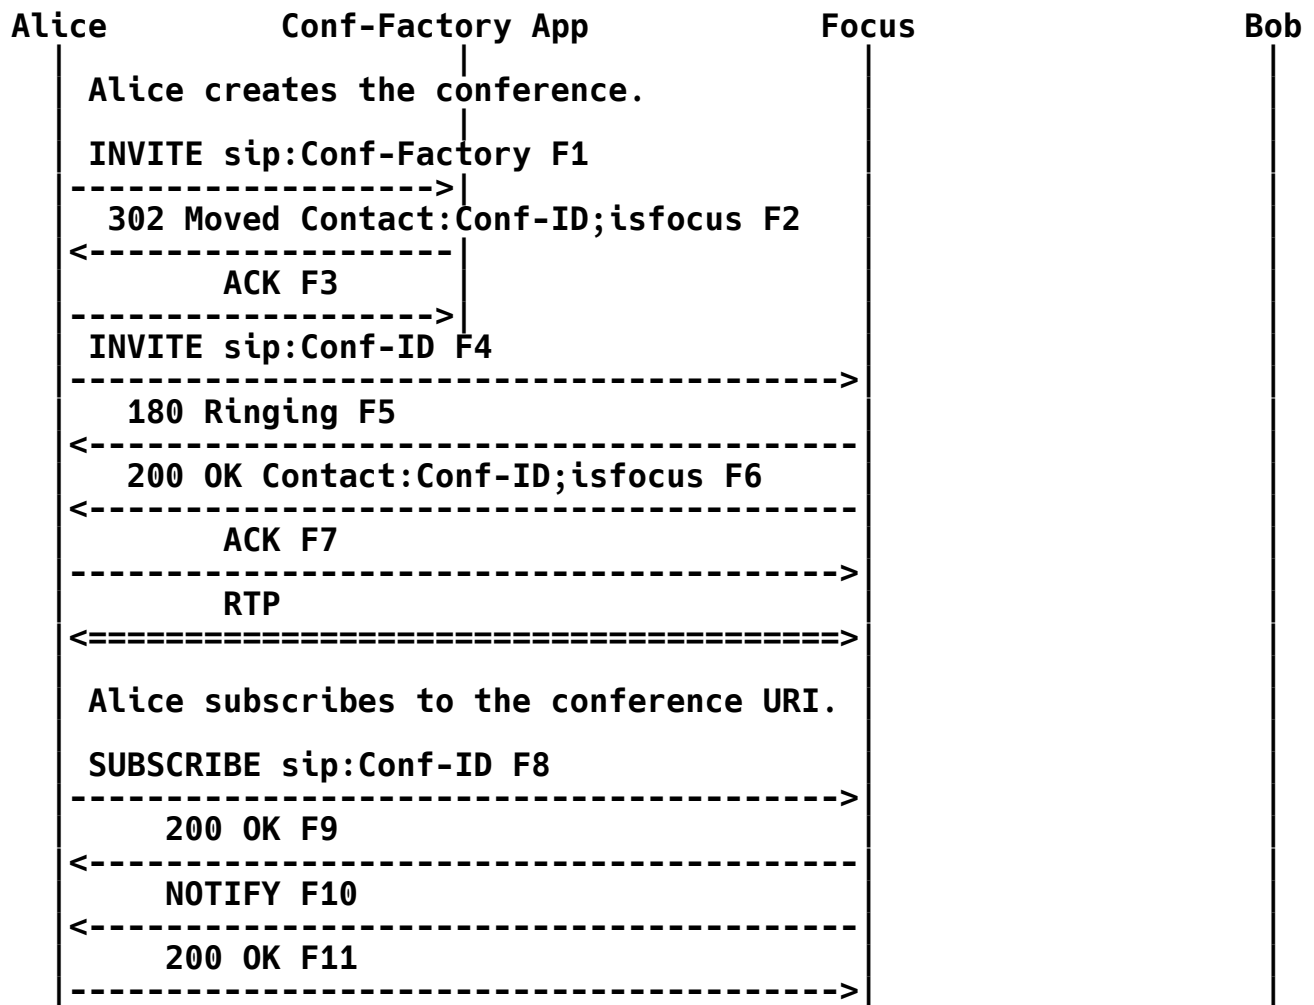 Alice Conf-Factory App Focus Bob
Alice creates the conference.
INVITE sip:Conf-Factory F1
302 Moved Contact:Conf-ID;isfocus F2
ACK F3
INVITE sip:Conf-ID F4
180 Ringing F5
200 OK Contact:Conf-ID;isfocus F6
ACK F7
RTP
Alice subscribes to the conference URI.
SUBSCRIBE sip:Conf-ID F8
200 OK F9
NOTIFY F10
200 OK F11